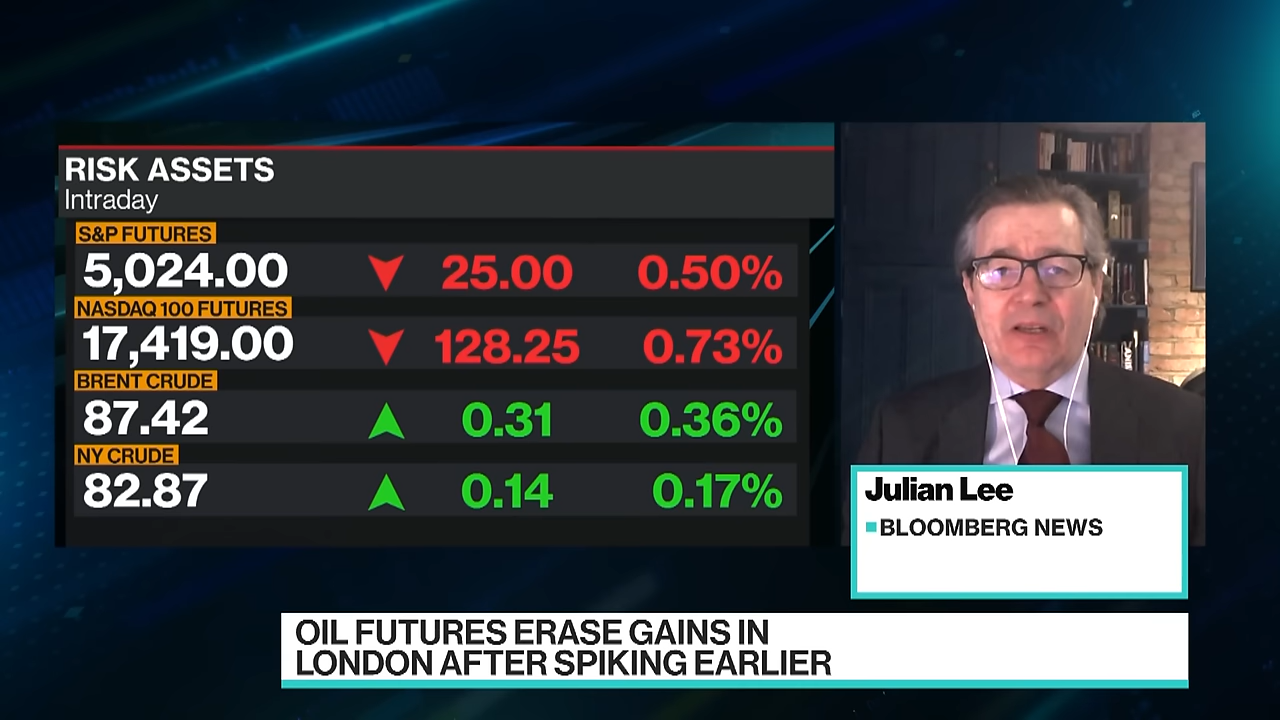 RISK ASSETS
Intraday
S&P FUTURES
5,024.00 25.00 0.50%
NASDAQ 100 FUTURES
17,419.00 128.25 0.73%
BRENT CRUDE
87.42 0.31 0.36%
NY CRUDE
82.87 0.14 0.17%
Julian Lee
BLOOMBERG NEWS
OIL FUTURES ERASE GAINS IN
LONDON AFTER SPIKING EARLIER